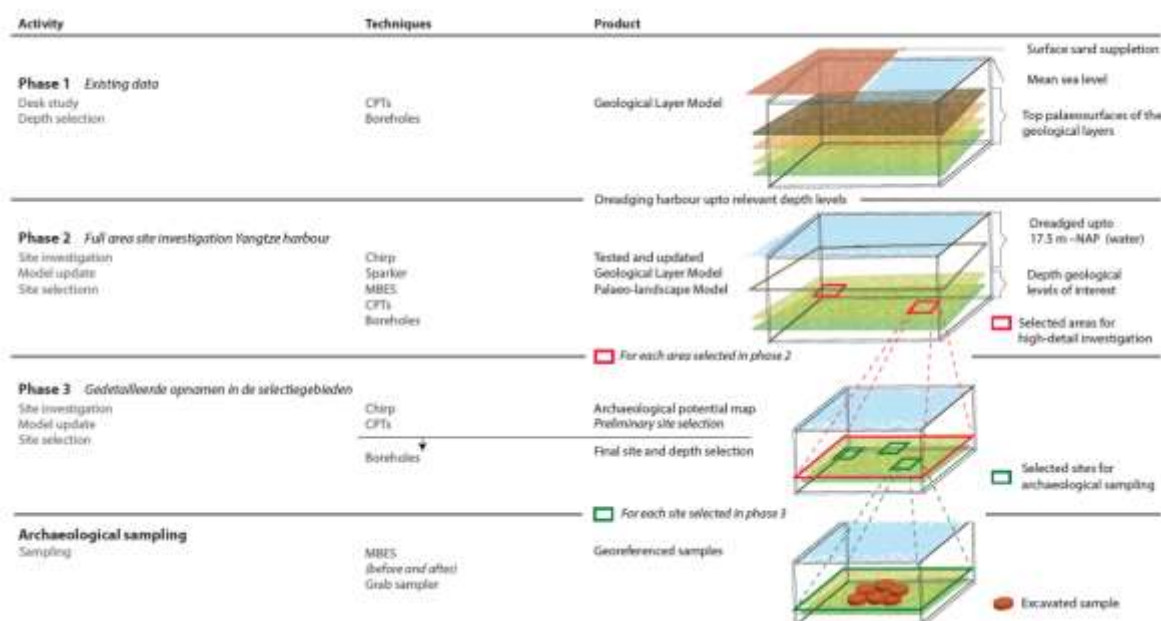 Activity Techniques Product
Surface sand suppletion
Mean sea level
Phase 1 Existing data
Desk study CPTs Geological Layer Model
Depth selection Boreholes
Top palaeosurfaces of the
geological layers
Dreadging harbour upto relevant depth levels
Phase 2 Full area site investigation Yangtze harbour
Dreadged upto
17.5 m –NAP (water)
Site investigation Chirp Tested and updated
Model update Sparker Geological Layer Model
Site selectionn MBES Palaeo-landscape Model
CPTs
Boreholes
Depth geological
levels of interest
Selected areas for
high-detail investigation
For each area selected in phase 2
Phase 3 Gedetailleerde opnamen in de selectiegebieden
Site investigation Chirp Archaeological potential map
Model update CPTs Preliminary site selection
Site selection
Boreholes Final site and depth selection
Selected sites for
archaeological sampling
For each site selected in phase 3
Archaeological sampling
Sampling MBES Georeferenced samples
(before and after)
Grab sampler
Excavated sample